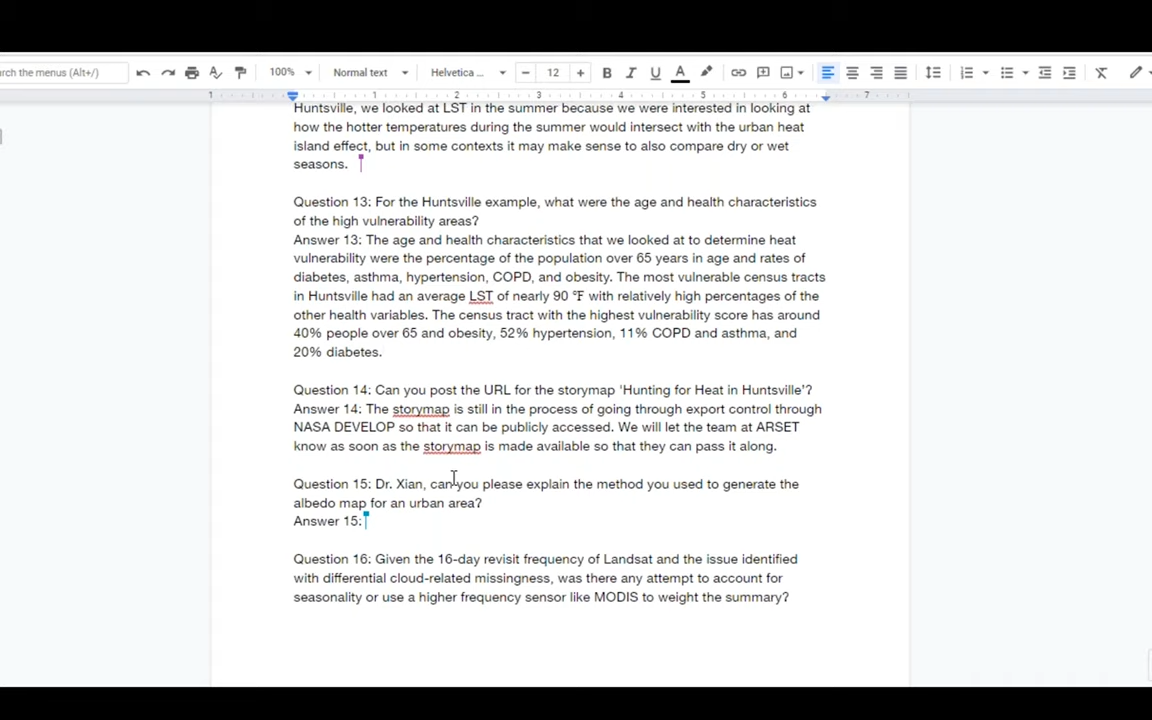 rch the menus (Alt+/)
100%
Normal text
Helvetica ...
12
B I U A
1 1 2 3 4 5 6 7
Huntsville, we looked at LST in the summer because we were interested in looking at
how the hotter temperatures during the summer would intersect with the urban heat
island effect, but in some contexts it may make sense to also compare dry or wet
seasons.
Question 13: For the Huntsville example, what were the age and health characteristics
of the high vulnerability areas?
Answer 13: The age and health characteristics that we looked at to determine heat
vulnerability were the percentage of the population over 65 years in age and rates of
diabetes, asthma, hypertension, COPD, and obesity. The most vulnerable census tracts
in Huntsville had an average LST of nearly 90 °F with relatively high percentages of the
other health variables. The census tract with the highest vulnerability score has around
40% people over 65 and obesity, 52% hypertension, 11% COPD and asthma, and
20% diabetes.
Question 14: Can you post the URL for the storymap 'Hunting for Heat in Huntsville'?
Answer 14: The storymap is still in the process of going through export control through
NASA DEVELOP so that it can be publicly accessed. We will let the team at ARSET
know as soon as the storymap is made available so that they can pass it along.
Question 15: Dr. Xian, can you please explain the method you used to generate the
albedo map for an urban area?
Answer 15:
Question 16: Given the 16-day revisit frequency of Landsat and the issue identified
with differential cloud-related missingness, was there any attempt to account for
seasonality or use a higher frequency sensor like MODIS to weight the summary?